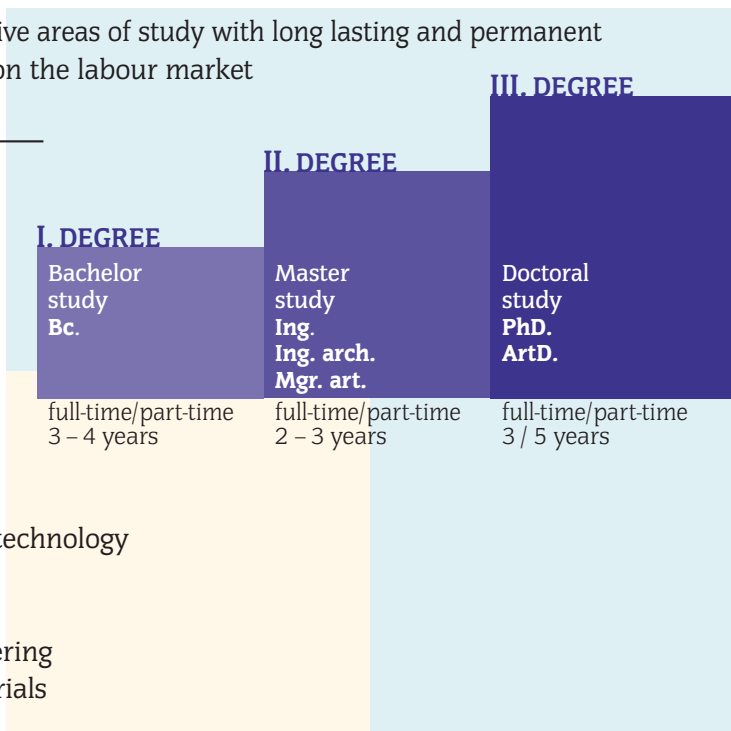 ive areas of study with long lasting and permanent
on the labour market
III. DEGREE
II. DEGREE
I. DEGREE
Bachelor
study
Bc.
Master
study
Ing.
Ing. arch.
Mgr. art.
Doctoral
study
PhD.
ArtD.
full-time/part-time
3 – 4 years
full-time/part-time
2 – 3 years
full-time/part-time
3 / 5 years
technology
ering
rials